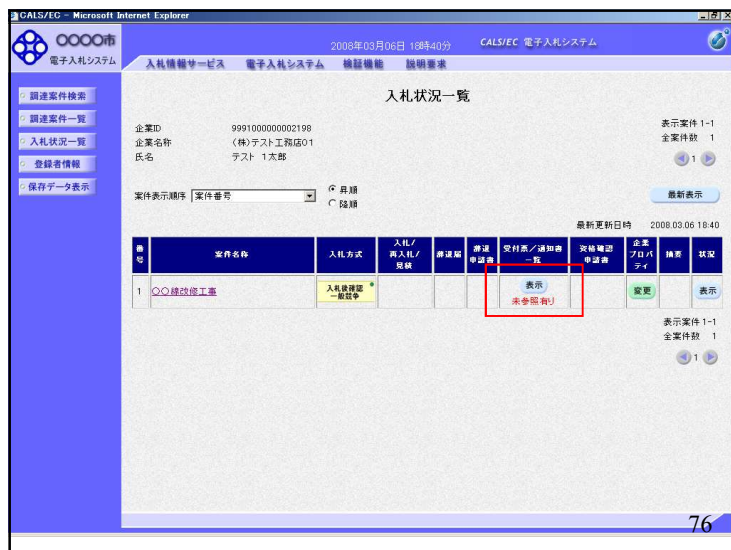 CALS/EC - Microsoft Internet Explorer
○○○○市
電子入札システム
2008年03月06日 18時40分
CALS/EC 電子入札システム
入札情報サービス 電子入札システム 検証機能 説明要求
調達案件検索
調達案件一覧
入札状況一覧
登録者情報
保存データ表示
入札状況一覧
企業ID 9991000000002198
企業名称 (株)テスト工務店01
氏名 テスト 1太郎
表示案件 1-1
全案件数 1
1
案件表示順序 案件番号
昇順
降順
最新表示
最新更新日時 2008.03.06 18:40
番号 案件名称 入札方式 入札/再入札/見積 辞退届 辞退申請書 受付票/通知書一覧 資格確認申請書 企業プロパティ 摘要 状況
1 ○○線改修工事 入札後確認一般競争 表示 未参照有り 変更 表示
表示案件 1-1
全案件数 1
1
76